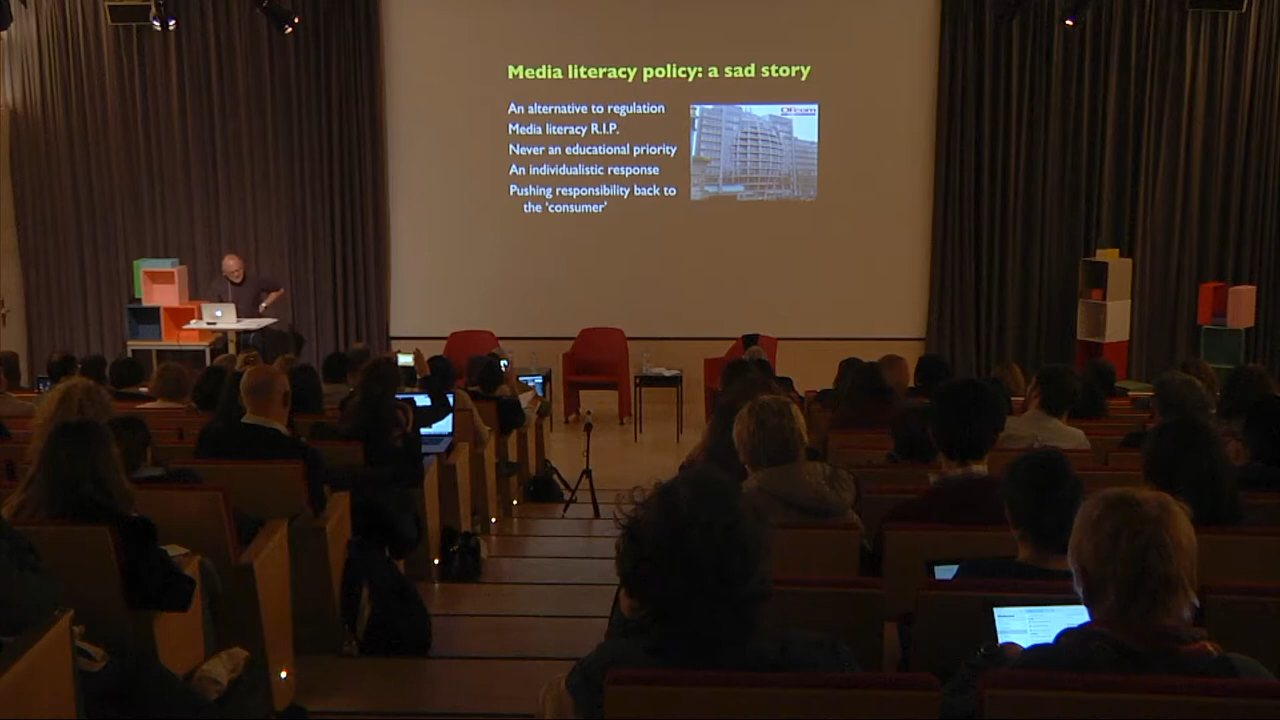 Media literacy policy: a sad story
An alternative to regulation
Media literacy R.I.P.
Never an educational priority
An individualistic response
Pushing responsibility back to
the ‘consumer’
Ofcom